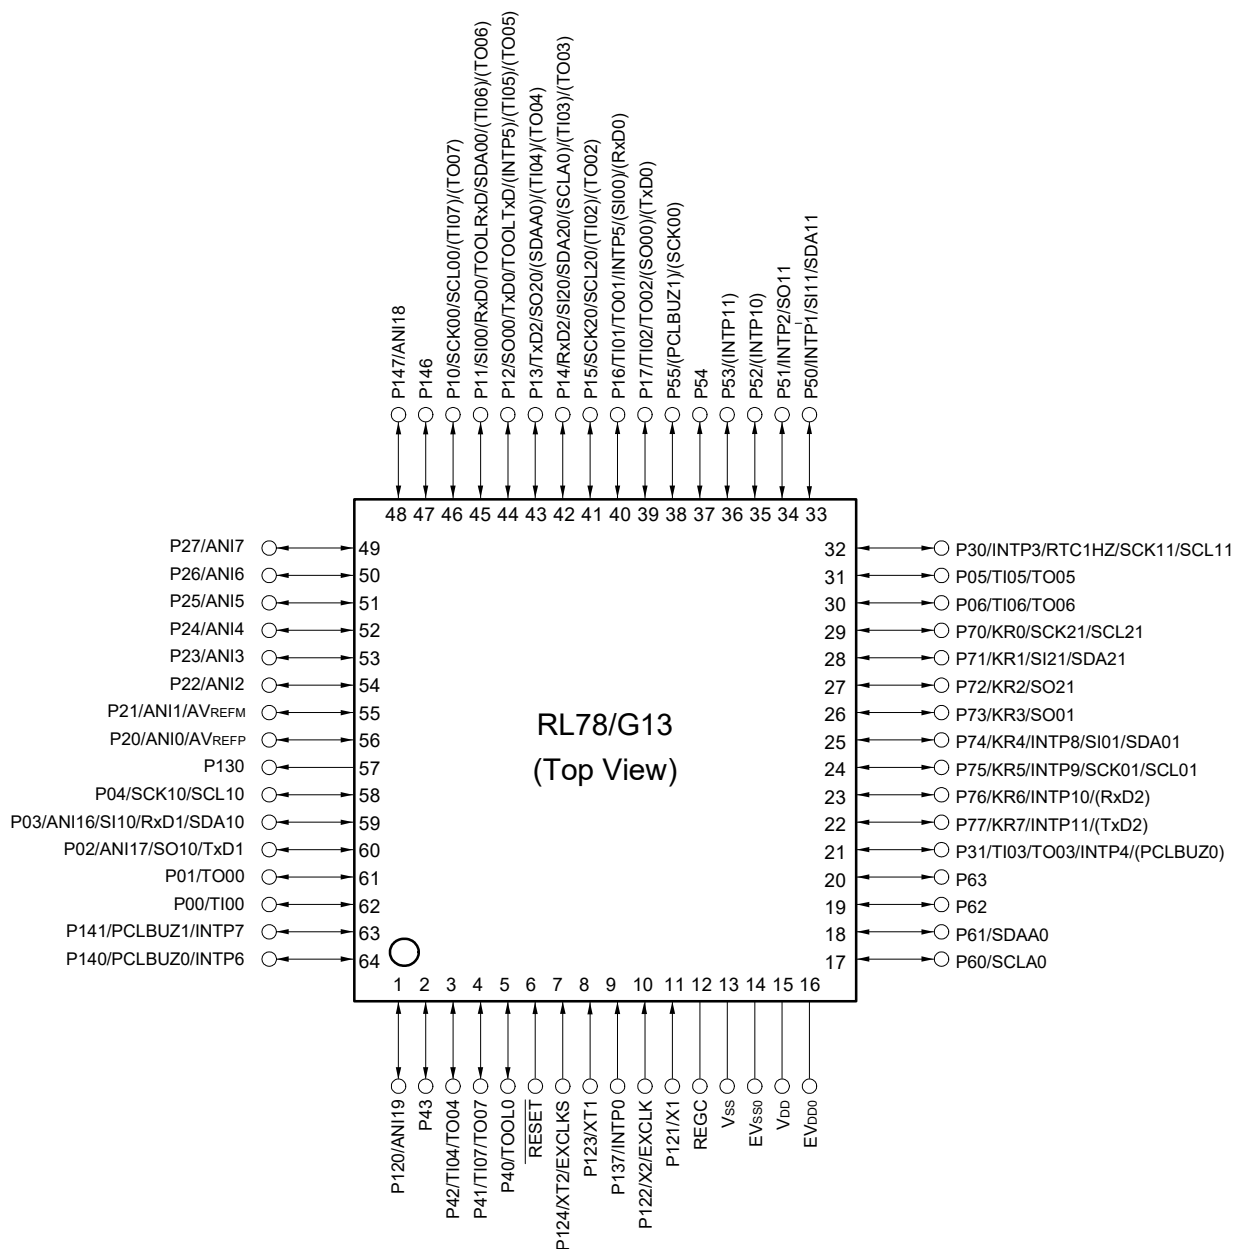 P147/ANI18
P146
P10/SCK00/SCL00/(TI07)/(TO07)
P11/SI00/RxD0/TOOLRxD/SDA00/(TI06)/(TO06)
P12/SO00/TxD0/TOOLTxD/(INTP5)/(TI05)/(TO05)
P13/TxD2/SO20/(SDAA0)/(TI04)/(TO04)
P14/RxD2/SI20/SDA20/(SCLA0)/(TI03)/(TO03)
P15/SCK20/SCL20/(TI02)/(TO02)
P16/TI01/TO01/INTP5/(SI00)/(RxD0)
P17/TI02/TO02/(SO00)/(TxD0)
P55/(PCLBUZ1)/(SCK00)
P54
P53/(INTP11)
P52/(INTP10)
P51/INTP2/SO11
P50/INTP1/SI11/SDA11
48 47 46 45 44 43 42 41 40 39 38 37 36 35 34 33
P27/ANI7 49
P26/ANI6 50
P25/ANI5 51
P24/ANI4 52
P23/ANI3 53
P22/ANI2 54
P21/ANI1/AVREFM 55
P20/ANI0/AVREFP 56
P130 57
P04/SCK10/SCL10 58
P03/ANI16/SI10/RxD1/SDA10 59
P02/ANI17/SO10/TxD1 60
P01/TO00 61
P00/TI00 62
P141/PCLBUZ1/INTP7 63
P140/PCLBUZ0/INTP6 64
RL78/G13
(Top View)
32 P30/INTP3/RTC1HZ/SCK11/SCL11
31 P05/TI05/TO05
30 P06/TI06/TO06
29 P70/KR0/SCK21/SCL21
28 P71/KR1/SI21/SDA21
27 P72/KR2/SO21
26 P73/KR3/SO01
25 P74/KR4/INTP8/SI01/SDA01
24 P75/KR5/INTP9/SCK01/SCL01
23 P76/KR6/INTP10/(RxD2)
22 P77/KR7/INTP11/(TxD2)
21 P31/TI03/TO03/INTP4/(PCLBUZ0)
20 P63
19 P62
18 P61/SDAA0
17 P60/SCLA0
1 2 3 4 5 6 7 8 9 10 11 12 13 14 15 16
P120/ANI19
P43
P42/TI04/TO04
P41/TI07/TO07
P40/TOOL0
RESET
P124/XT2/EXCLKS
P123/XT1
P137/INTP0
P122/X2/EXCLK
P121/X1
REGC
VSS
EVSS0
VDD
EVDD0